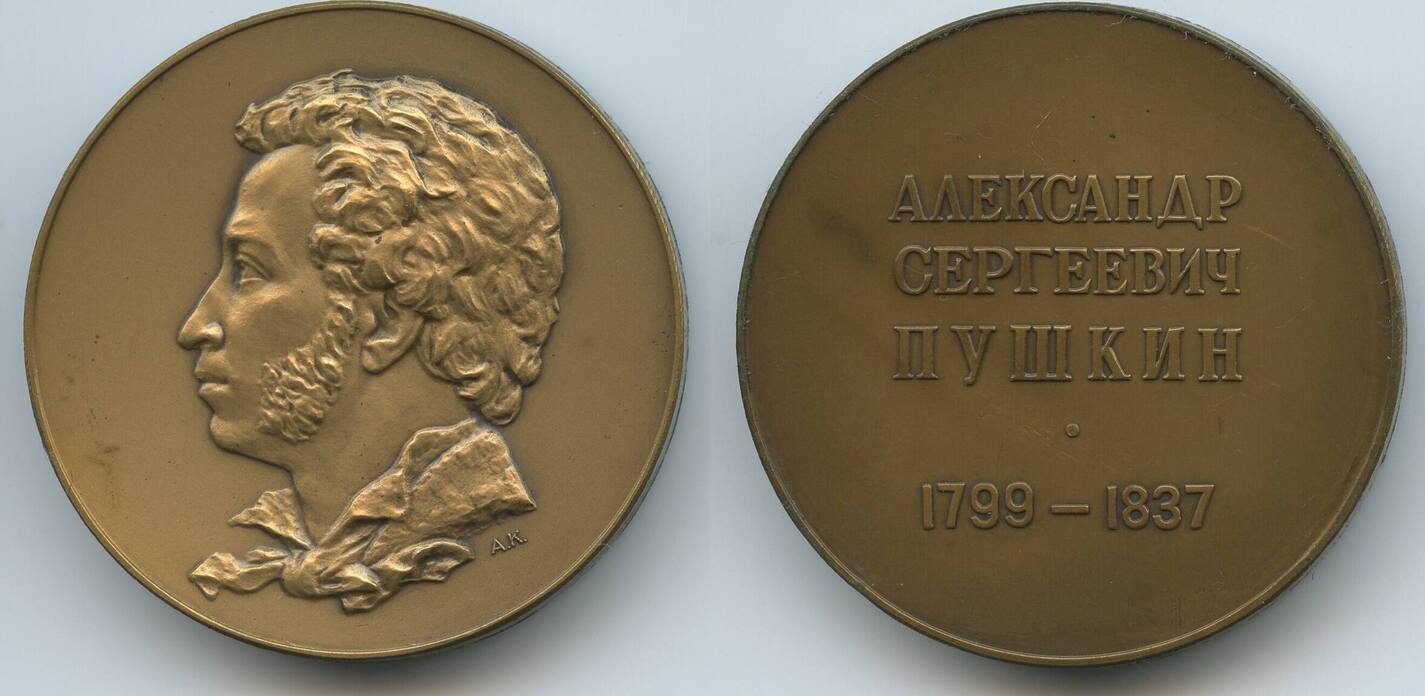 А.К.
АЛЕКСАНДР
СЕРГЕЕВИЧ
ПУШКИН
1799 – 1837